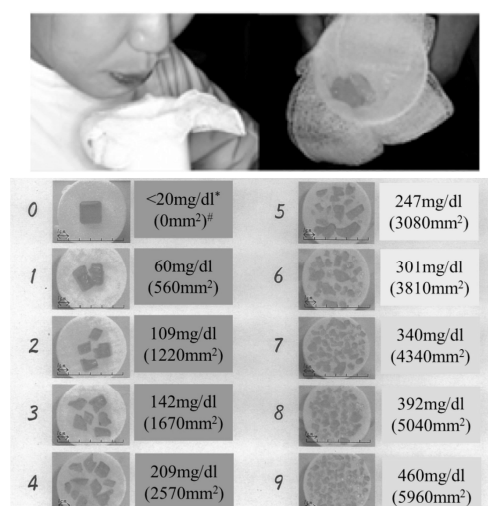 0
<20mg/dl*
(0mm²)#
1
60mg/dl
(560mm²)
2
109mg/dl
(1220mm²)
3
142mg/dl
(1670mm²)
4
209mg/dl
(2570mm²)
5
247mg/dl
(3080mm²)
6
301mg/dl
(3810mm²)
7
340mg/dl
(4340mm²)
8
392mg/dl
(5040mm²)
9
460mg/dl
(5960mm²)